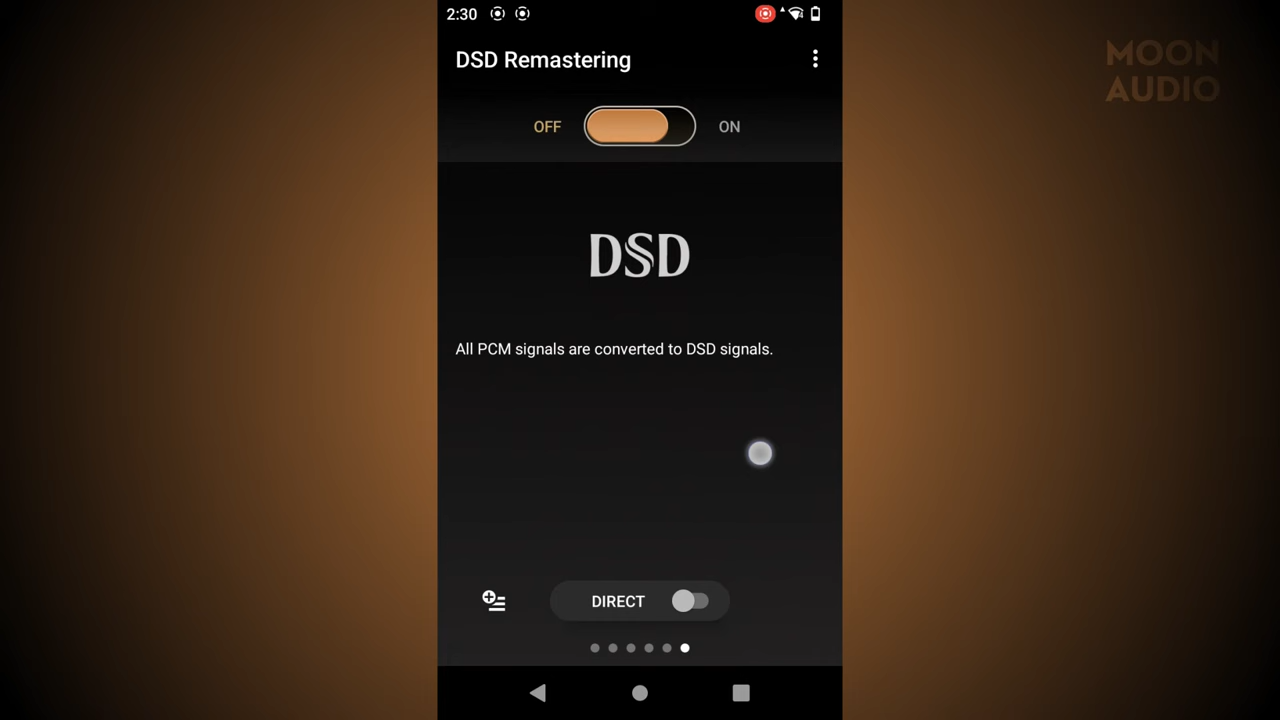 2:30
DSD Remastering
OFF
ON
DSD
All PCM signals are converted to DSD signals.
DIRECT
MOON
AUDIO